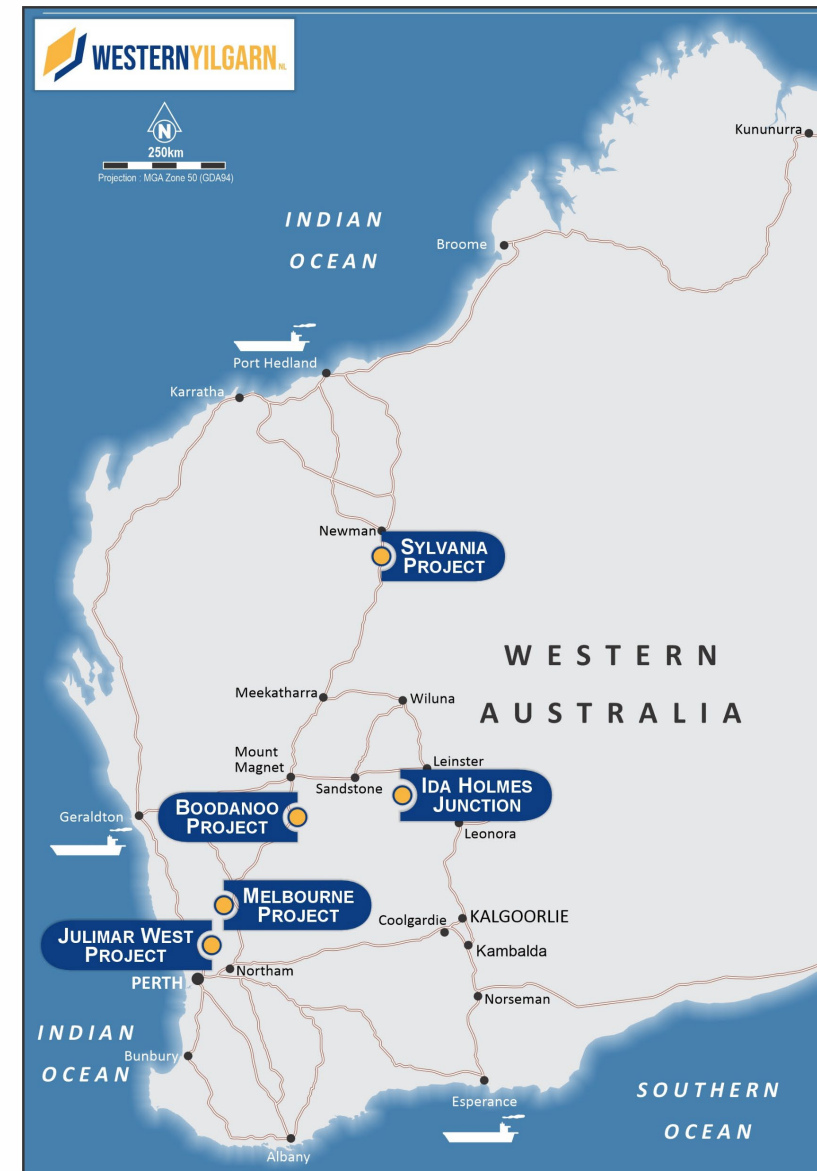 WESTERNYILGARN NL
N
250km
Projection : MGA Zone 50 (GDA94)
Kununurra
INDIAN
OCEAN
Broome
Port Hedland
Karratha
Newman
SYLVANIA
PROJECT
WESTERN
AUSTRALIA
Meekatharra
Wiluna
Mount
Magnet
Leinster
Sandstone
IDA HOLMES
JUNCTION
BOODANOO
PROJECT
Geraldton
Leonora
MELBOURNE
PROJECT
KALGOORLIE
Coolgardie
JULIMAR WEST
PROJECT
Kambalda
Northam
PERTH
Norseman
INDIAN
OCEAN
Bunbury
Esperance
SOUTHERN
OCEAN
Albany